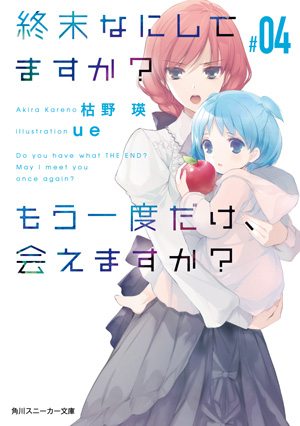 終末なにして
#04
ますか?
Akira Kareno 枯野 瑛
illustration ue
Do you have what THE END?
May I meet you
once again?
もう一度だけ、
会えますか?
角川スニーカー文庫